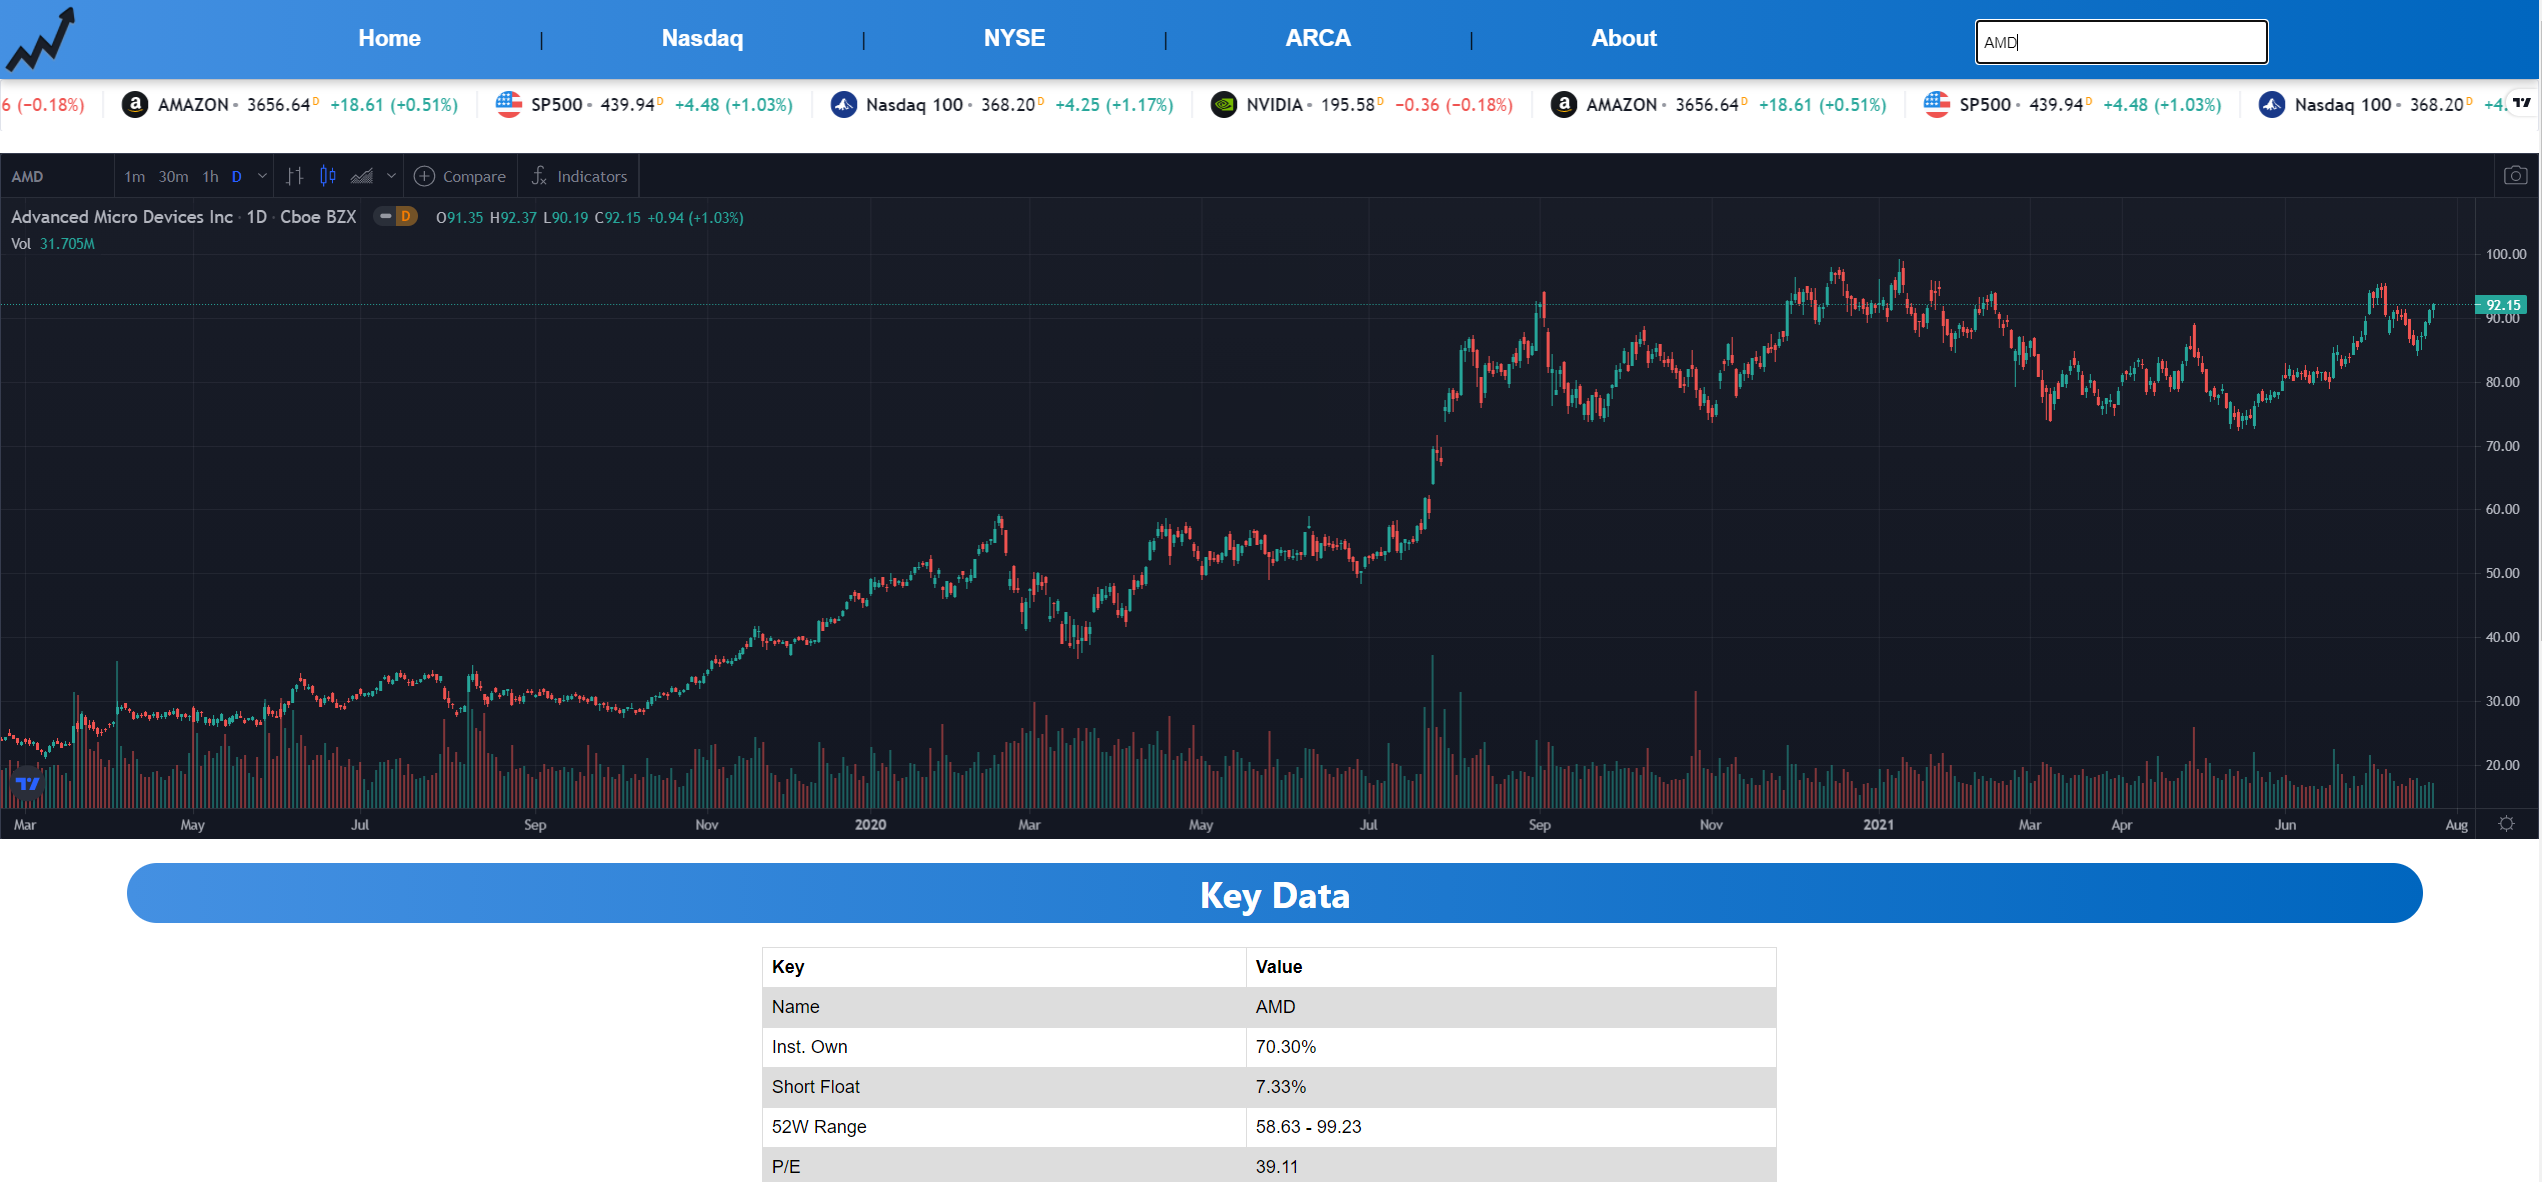 Home | Nasdaq | NYSE | ARCA | About AMD
6 (−0.18%) AMAZON • 3656.64 D +18.61 (+0.51%) SP500 • 439.94 D +4.48 (+1.03%) Nasdaq 100 • 368.20 D +4.25 (+1.17%) NVIDIA • 195.58 D −0.36 (−0.18%) AMAZON • 3656.64 D +18.61 (+0.51%) SP500 • 439.94 D +4.48 (+1.03%) Nasdaq 100 • 368.20 D +4.
AMD 1m 30m 1h D Compare Indicators
Advanced Micro Devices Inc · 1D · Cboe BZX D O91.35 H92.37 L90.19 C92.15 +0.94 (+1.03%)
Vol 31.705M
100.00
92.15
90.00
80.00
70.00
60.00
50.00
40.00
30.00
20.00
Mar May Jul Sep Nov 2020 Mar May Jul Sep Nov 2021 Mar Apr Jun Aug
Key Data
Key Value
Name AMD
Inst. Own 70.30%
Short Float 7.33%
52W Range 58.63 - 99.23
P/E 39.11